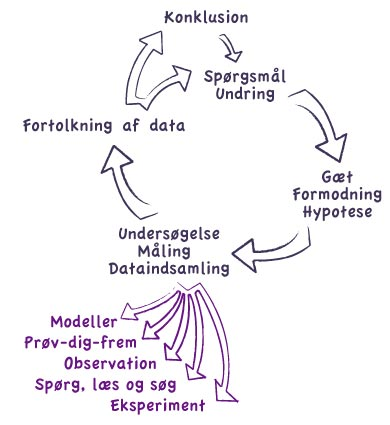 Konklusion
Spørgsmål
Undring
Fortolkning af data
Gæt
Formodning
Hypotese
Undersøgelse
Måling
Dataindsamling
Modeller
Prøv-dig-frem
Observation
Spørg, læs og søg
Eksperiment